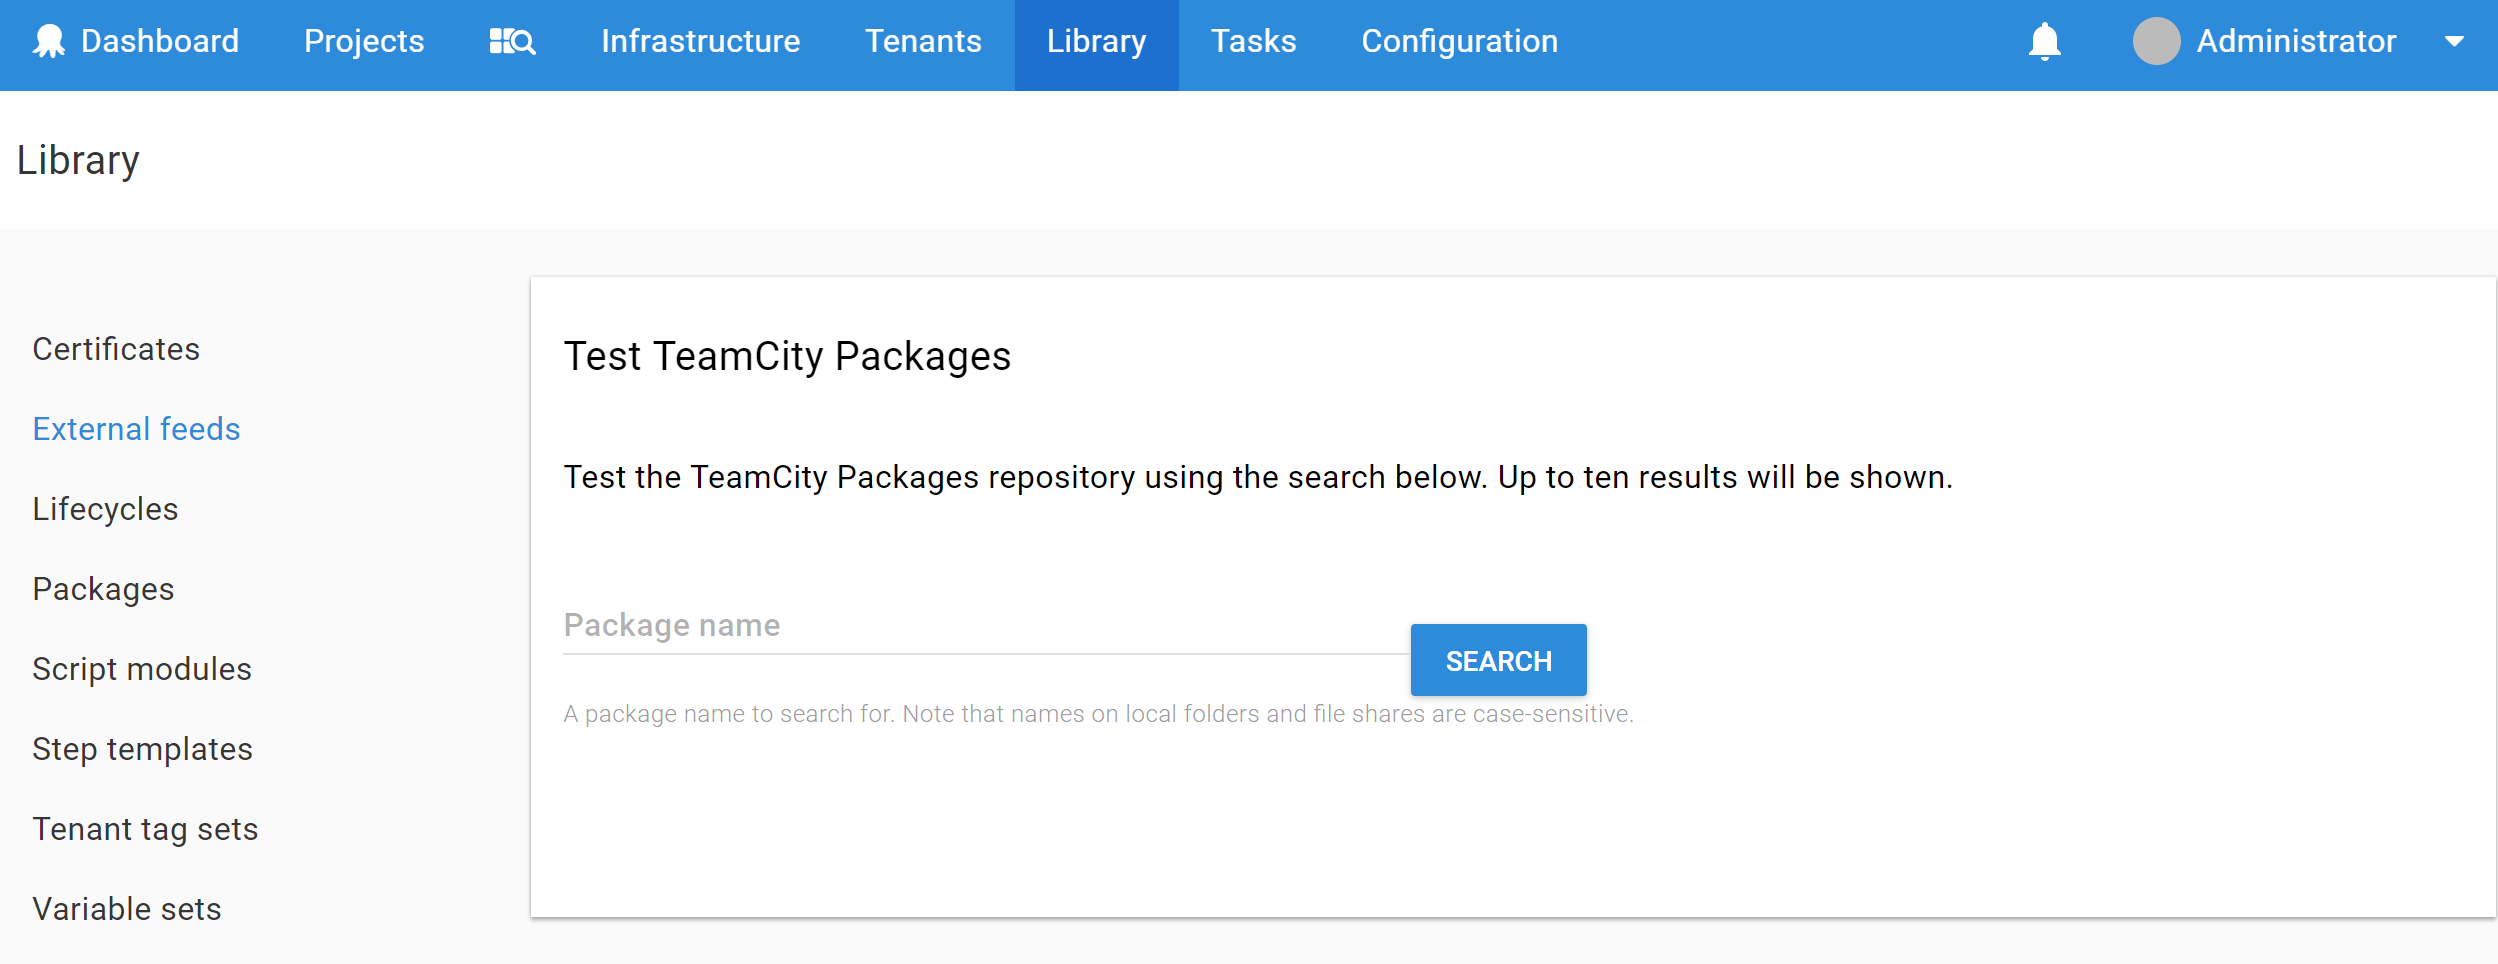 Dashboard Projects Infrastructure Tenants Library Tasks Configuration Administrator
Library
Certificates
External feeds
Lifecycles
Packages
Script modules
Step templates
Tenant tag sets
Variable sets
Test TeamCity Packages
Test the TeamCity Packages repository using the search below. Up to ten results will be shown.
Package name
SEARCH
A package name to search for. Note that names on local folders and file shares are case-sensitive.